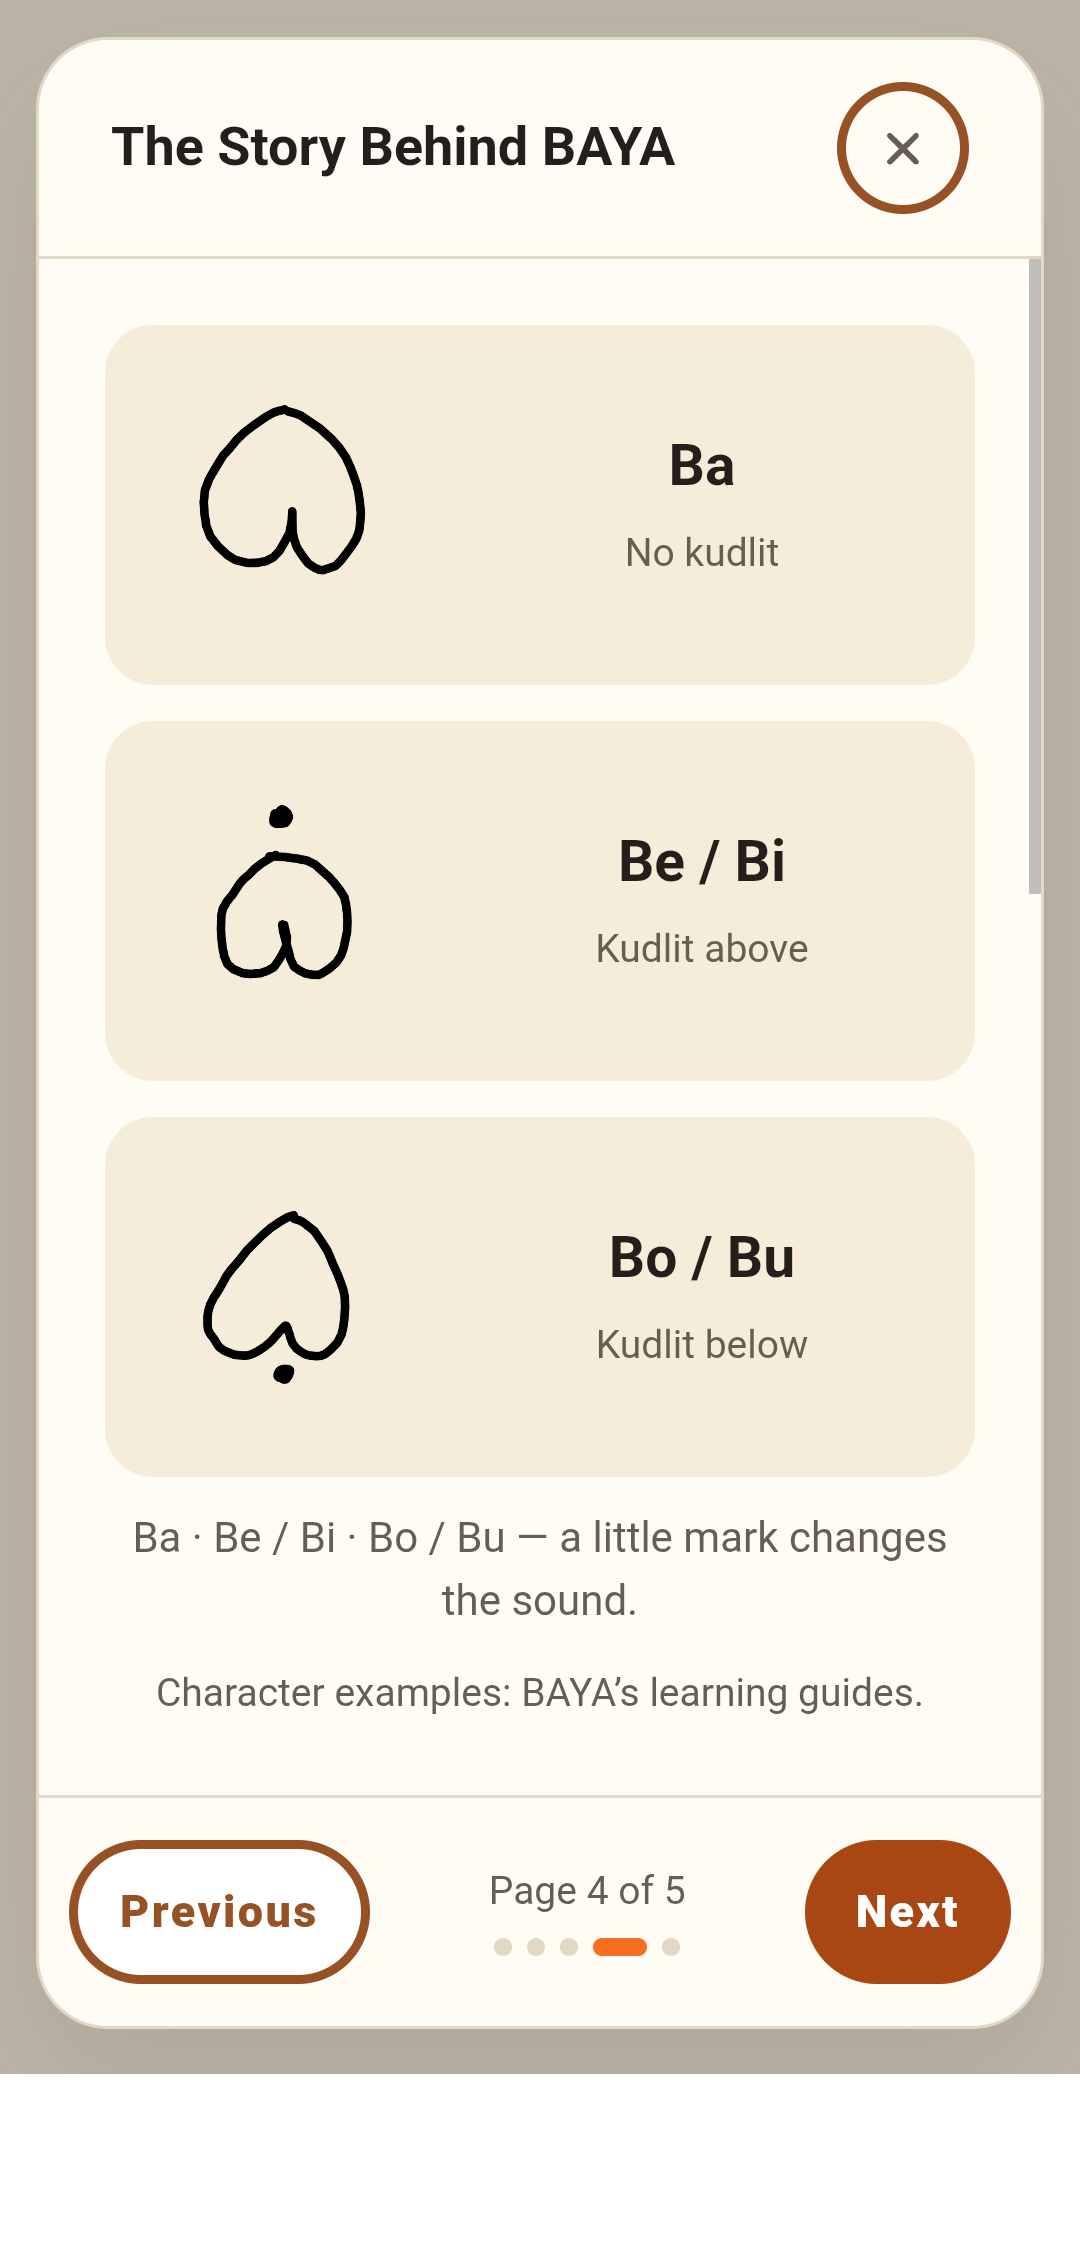 The Story Behind BAYA
ᜊ
Ba
No kudlit
ᜊᜒ
Be / Bi
Kudlit above
ᜊᜓ
Bo / Bu
Kudlit below
Ba · Be / Bi · Bo / Bu — a little mark changes
the sound.
Character examples: BAYA’s learning guides.
Previous
Page 4 of 5
Next